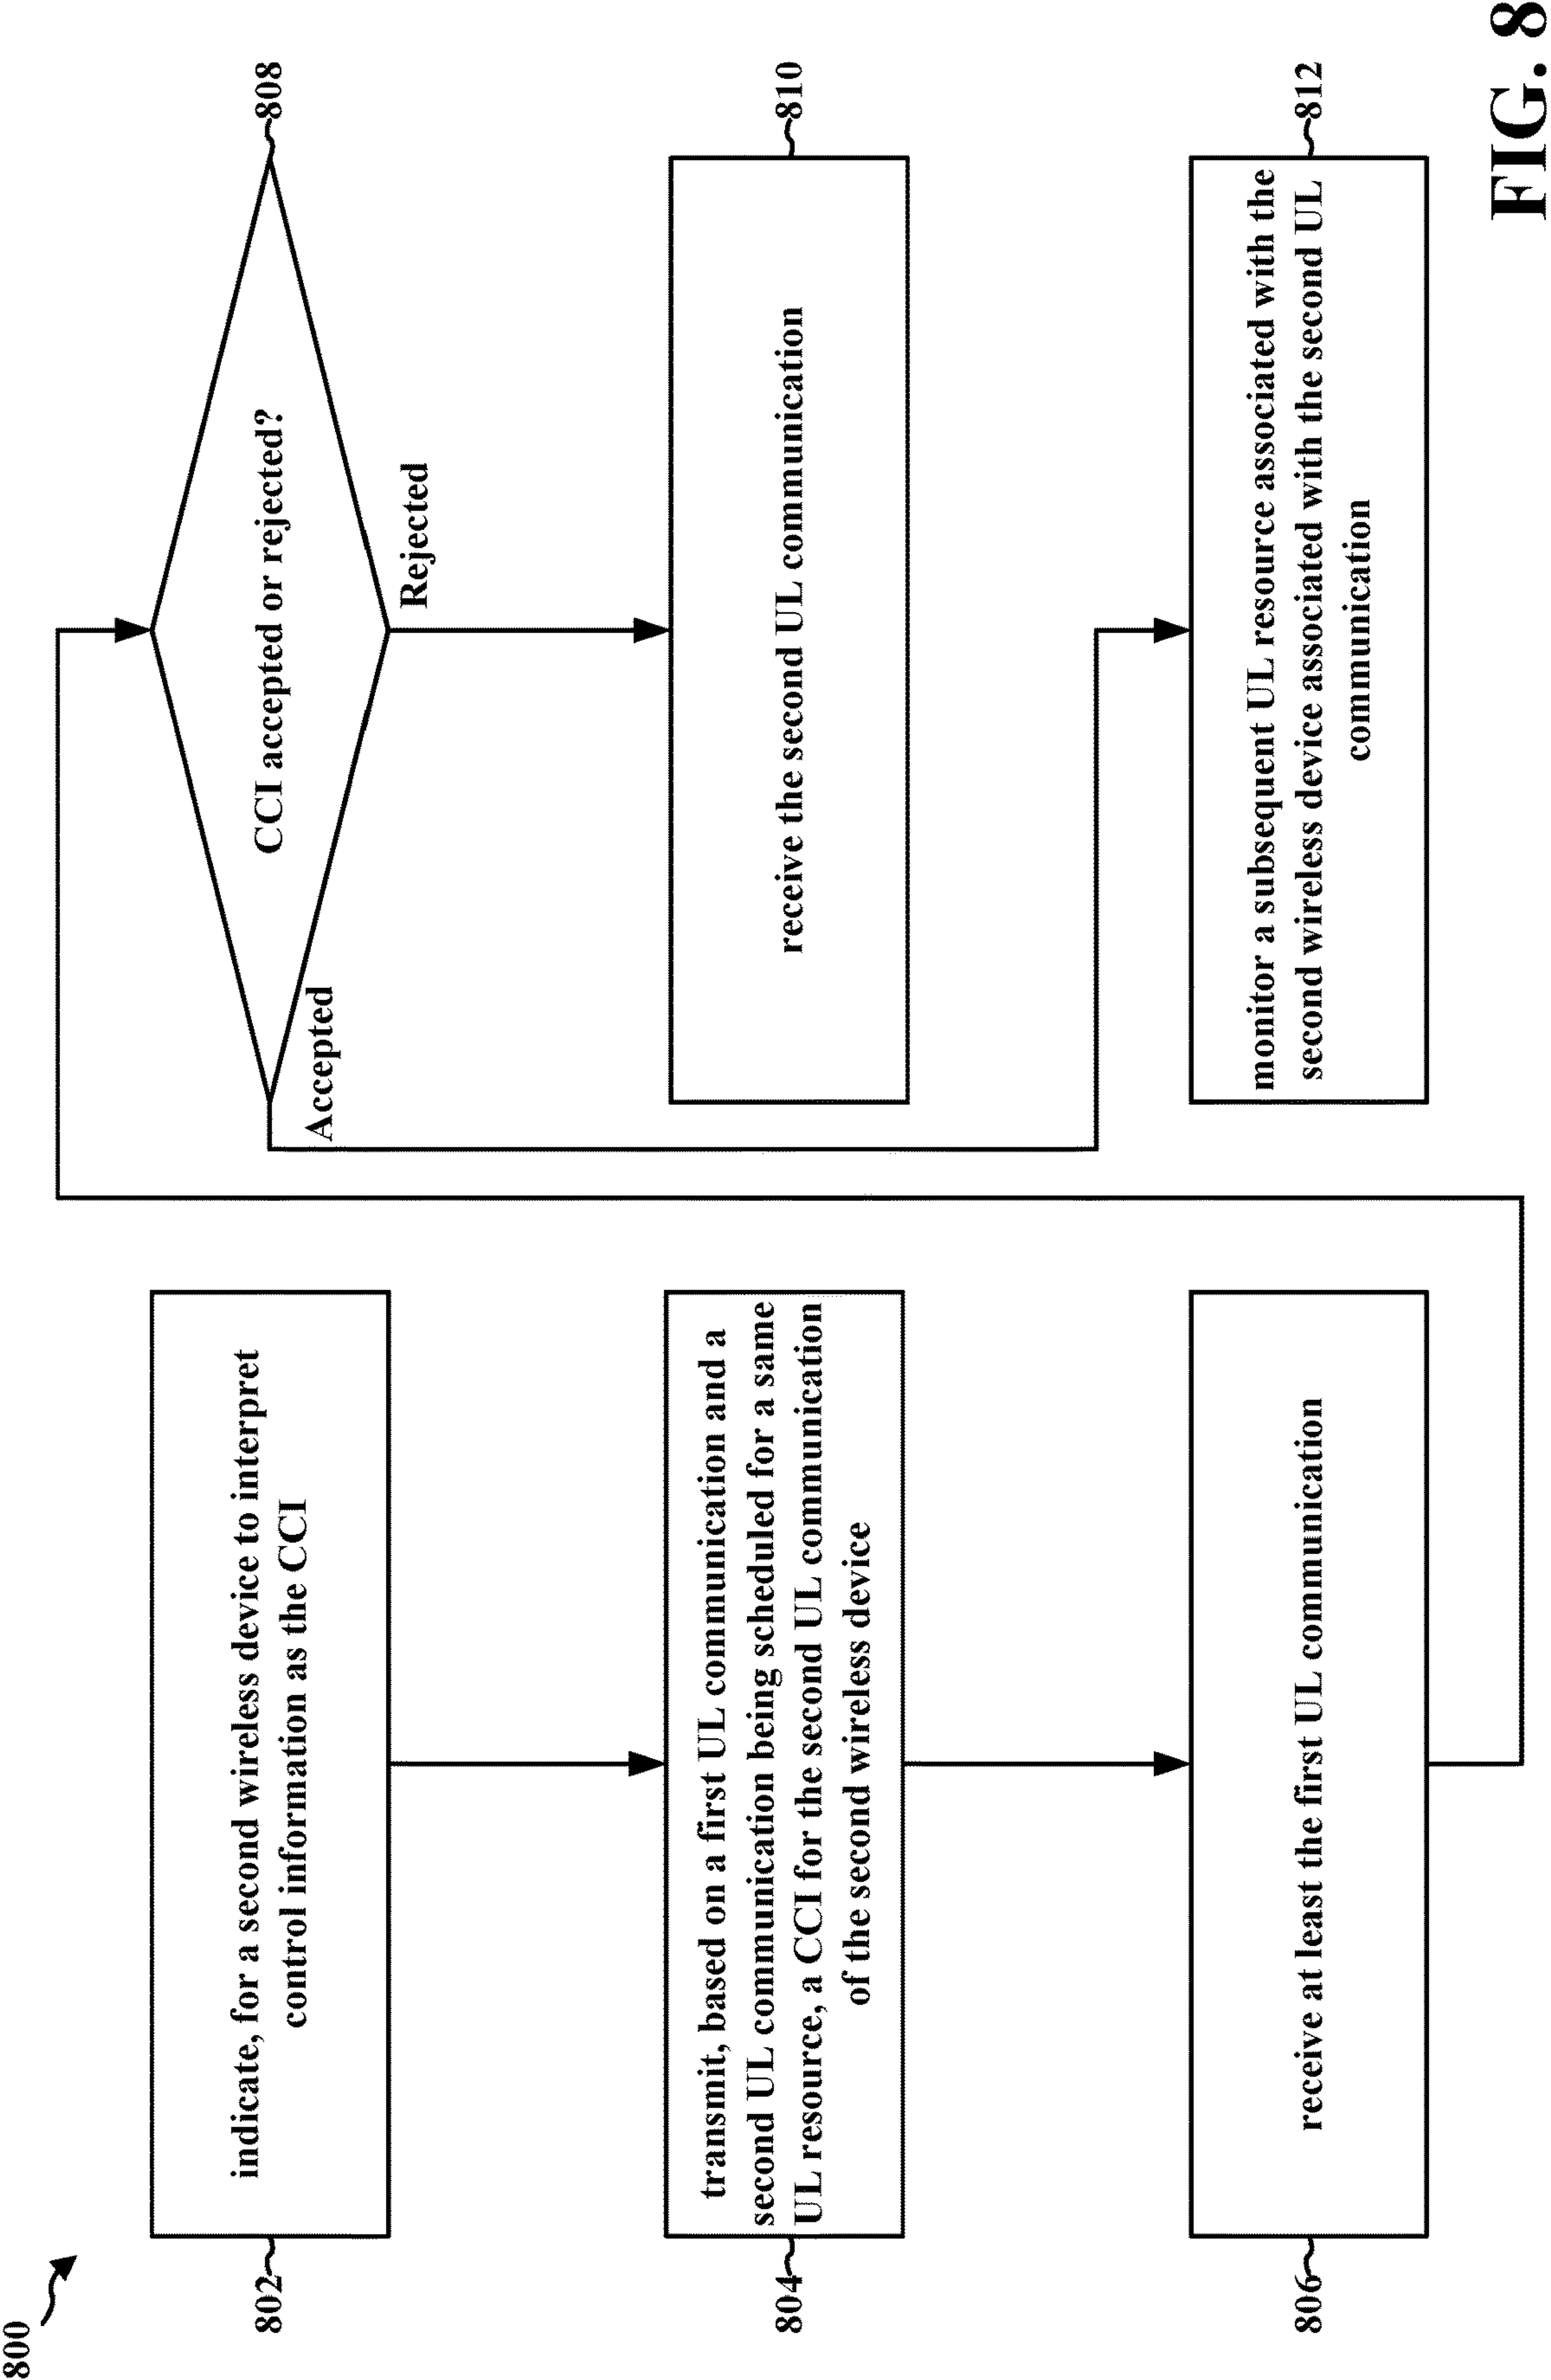 800
802
indicate, for a second wireless device to interpret
control information as the CCI
804
transmit, based on a first UL communication and a
second UL communication being scheduled for a same
UL resource, a CCI for the second UL communication
of the second wireless device
806
receive at least the first UL communication
808
CCI accepted or rejected?
Accepted
Rejected
810
receive the second UL communication
812
monitor a subsequent UL resource associated with the
second wireless device associated with the second UL
communication
FIG. 8